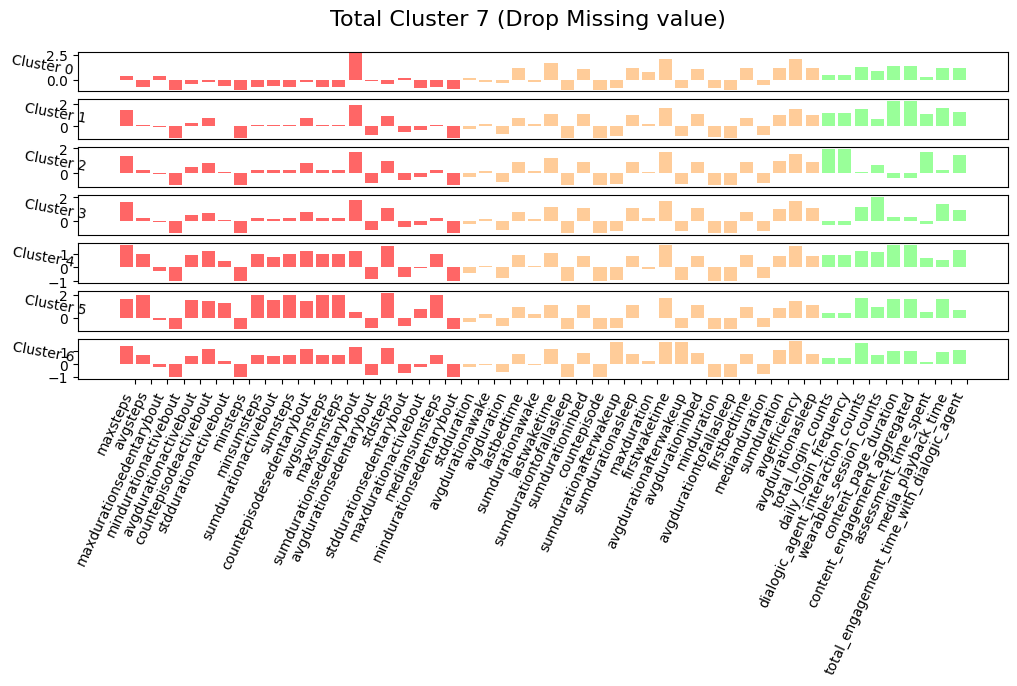 Total Cluster 7 (Drop Missing value)
Cluster 0
2.5
0.0
Cluster 1
2
0
Cluster 2
2
0
Cluster 3
2
0
Cluster 4
1
0
−1
Cluster 5
2
0
Cluster 6
1
0
−1
maxsteps
avgsteps
maxdurationsedentarybout
mindurationactivebout
avgdurationactivebout
countepisodeactivebout
stddurationactivebout
minsteps
minsumsteps
sumdurationactivebout
sumsteps
countepisodesedentarybout
avgsumsteps
maxsumsteps
sumdurationsedentarybout
avgdurationsedentarybout
stdsteps
stddurationsedentarybout
maxdurationactivebout
mediansumsteps
mindurationsedentarybout
stdduration
avgdurationawake
avgduration
lastbedtime
sumdurationawake
lastwaketime
sumdurationtofallasleep
sumdurationinbed
countepisode
sumdurationafterwakeup
sumdurationasleep
maxduration
firstwaketime
avgdurationafterwakeup
avgdurationinbed
minduration
avgdurationtofallasleep
firstbedtime
medianduration
sumduration
avgefficiency
avgdurationasleep
total_login_counts
daily_login_frequency
dialogic_agent_interaction_counts
wearables_session_counts
content_page_duration
content_engagement_aggregated
assessment_time_spent
media_playback_time
total_engagement_time_with_dialogic_agent